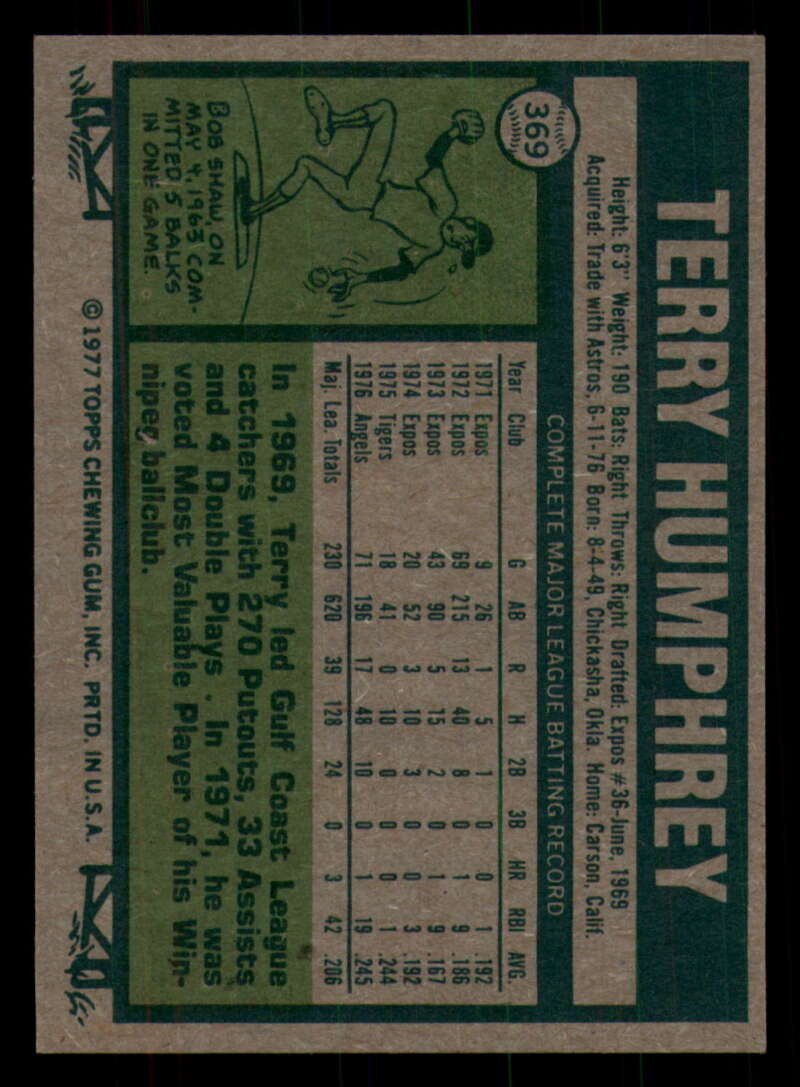 369
TERRY HUMPHREY
Height: 6'3" Weight: 190 Bats: Right Throws: Right Drafted: Expos #36-June, 1969
Acquired: Trade with Astros, 6-11-76 Born: 8-4-49, Chickasha, Okla. Home: Carson, Calif.
COMPLETE MAJOR LEAGUE BATTING RECORD
Year Club G AB R H 2B 3B HR RBI AVG.
1971 Expos 9 26 1 5 1 0 0 1 .192
1972 Expos 69 215 13 40 8 0 1 9 .186
1973 Expos 43 90 5 15 2 0 1 9 .167
1974 Expos 20 52 3 10 3 0 0 3 .192
1975 Tigers 18 41 0 10 0 0 0 1 .244
1976 Angels 71 196 17 48 10 0 1 19 .245
Maj. Lea. Totals 230 620 39 128 24 0 3 42 .206
BOB SHAW, ON
MAY 4, 1963 COM-
MITTED 5 BALKS
IN ONE GAME.
In 1969, Terry led Gulf Coast League
catchers with 270 Putouts, 33 Assists
and 4 Double Plays . In 1971, he was
voted Most Valuable Player of his Win-
nipeg ballclub.
© 1977 TOPPS CHEWING GUM, INC. PRTD. IN U.S.A.